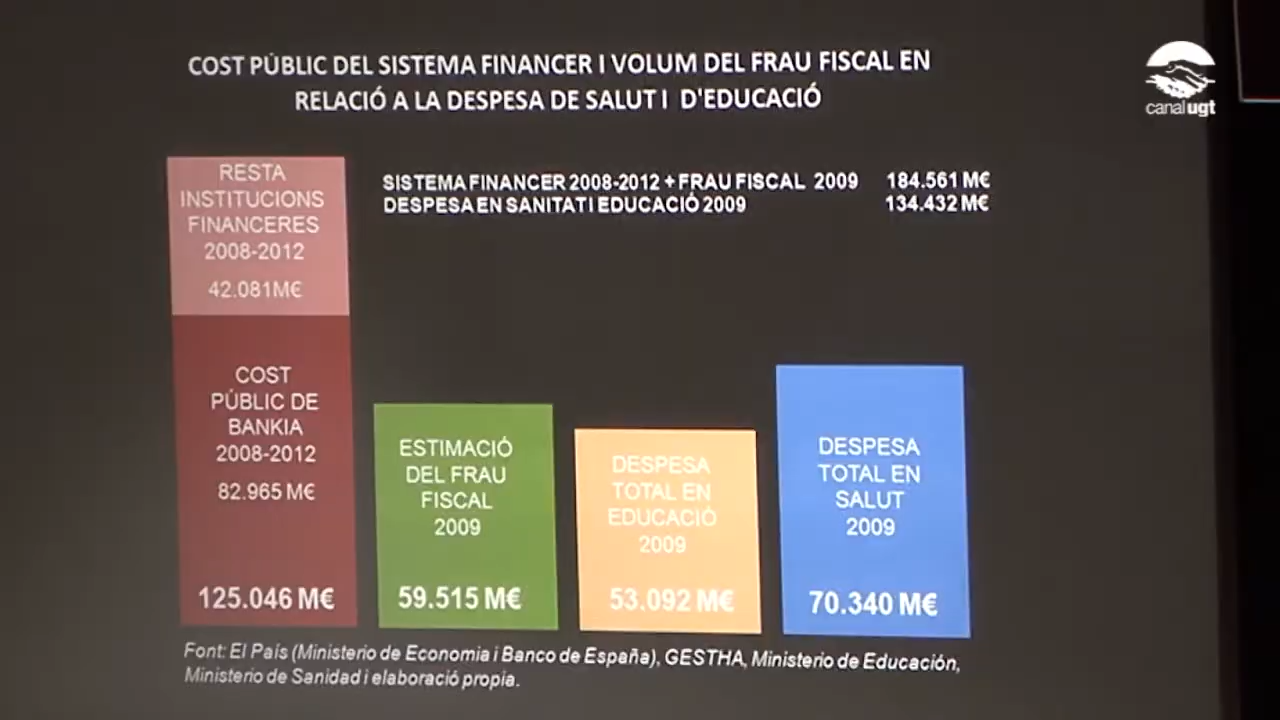 COST PÚBLIC DEL SISTEMA FINANCER I VOLUM DEL FRAU FISCAL EN
RELACIÓ A LA DESPESA DE SALUT I D'EDUCACIÓ
canalugt
RESTA
INSTITUCIONS
FINANCERES
2008-2012
42.081M€
SISTEMA FINANCER 2008-2012 + FRAU FISCAL 2009 184.561 M€
DESPESA EN SANITAT I EDUCACIÓ 2009 134.432 M€
COST
PÙBLIC DE
BANKIA
2008-2012
82.965 M€
125.046 M€
ESTIMACIÓ
DEL FRAU
FISCAL
2009
59.515 M€
DESPESA
TOTAL EN
EDUCACIÓ
2009
53.092 M€
DESPESA
TOTAL EN
SALUT
2009
70.340 M€
Font: El País (Ministerio de Economia i Banco de España), GESTHA, Ministerio de Educación,
Ministerio de Sanidad i elaboració propia.